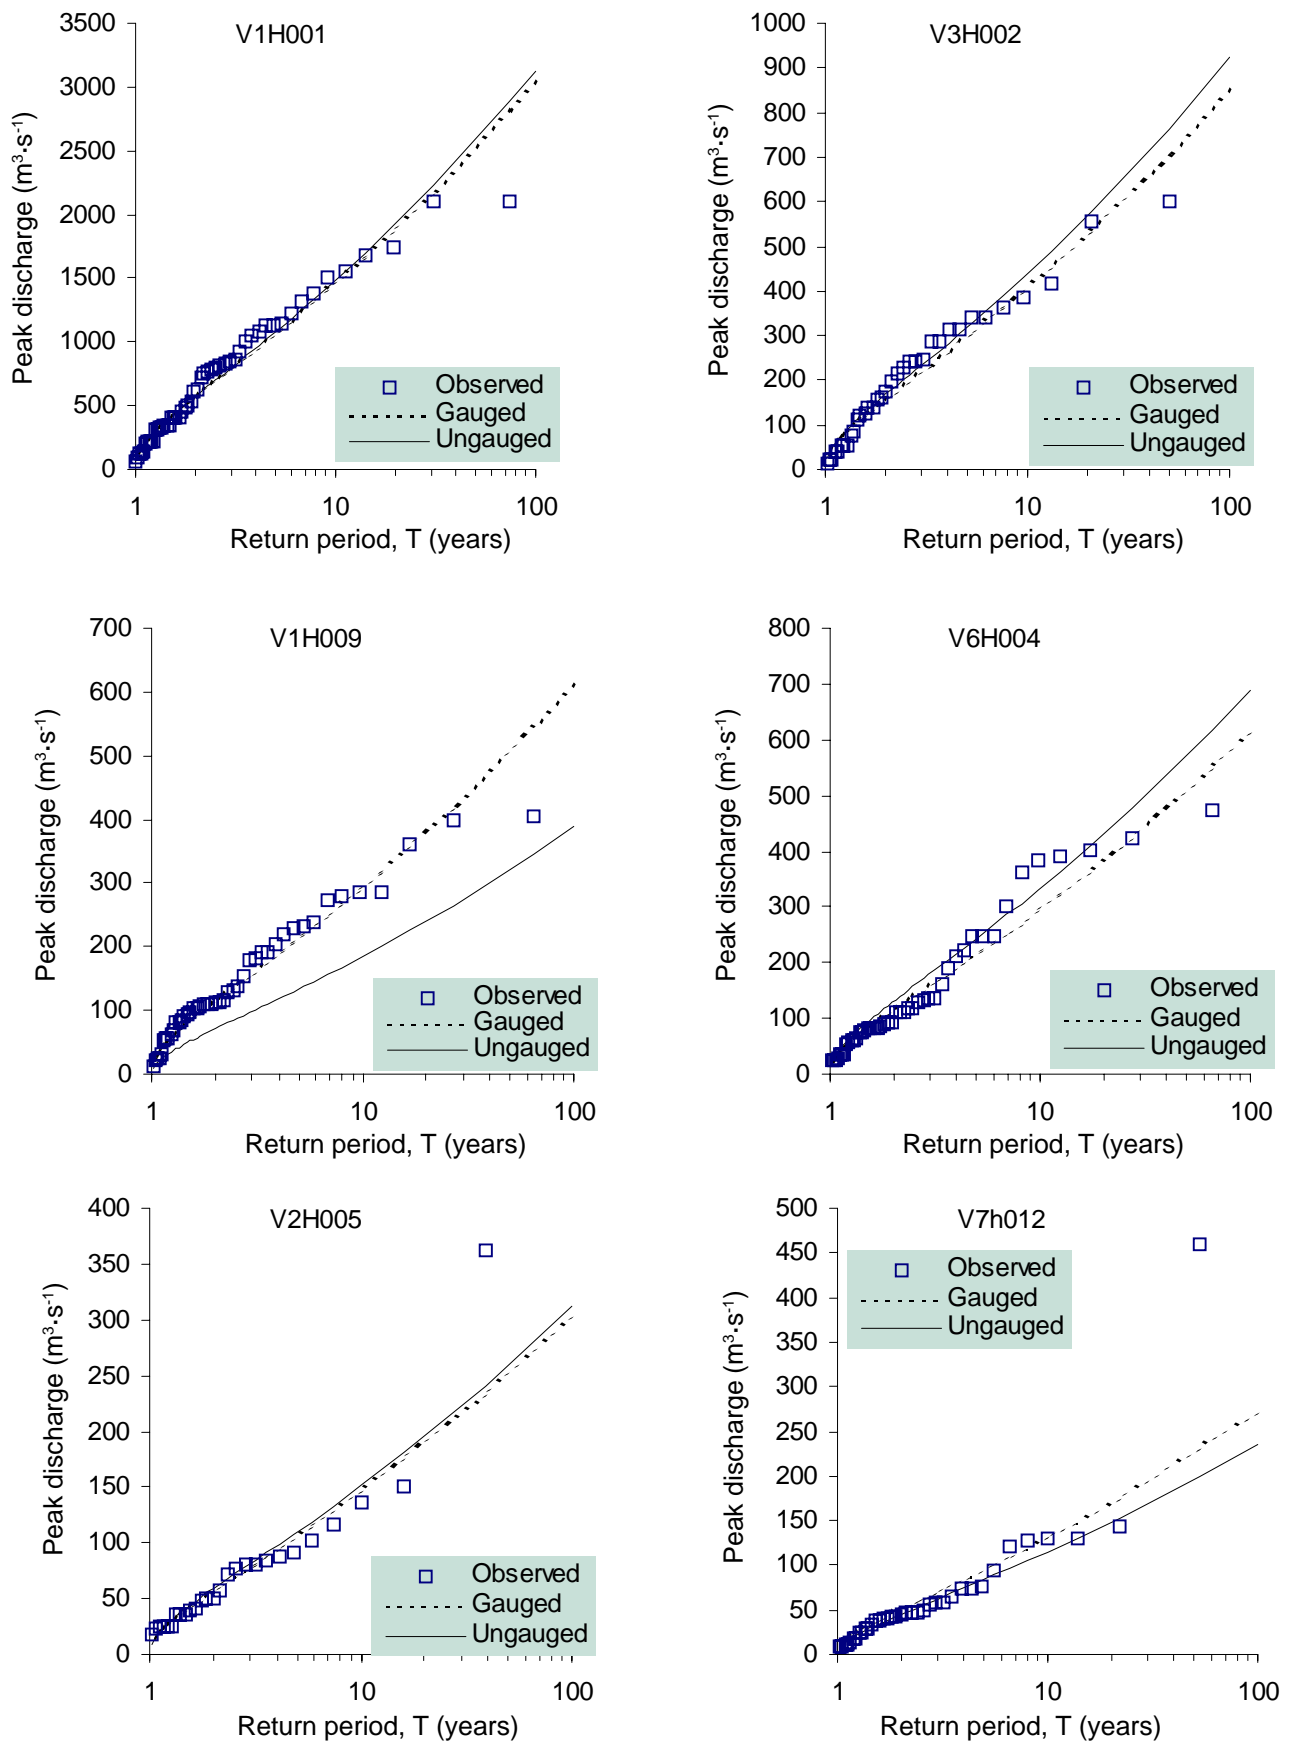 V1H001
Peak discharge (m³·s⁻¹)
3500
3000
2500
2000
1500
1000
500
0
Observed
Gauged
Ungauged
1
10
100
Return period, T (years)
V3H002
Peak discharge (m³·s⁻¹)
1000
900
800
700
600
500
400
300
200
100
0
Observed
Gauged
Ungauged
1
10
100
Return period, T (years)
V1H009
Peak discharge (m³·s⁻¹)
700
600
500
400
300
200
100
0
Observed
Gauged
Ungauged
1
10
100
Return period, T (years)
V6H004
Peak discharge (m³·s⁻¹)
800
700
600
500
400
300
200
100
0
Observed
Gauged
Ungauged
1
10
100
Return period, T (years)
V2H005
Peak discharge (m³·s⁻¹)
400
350
300
250
200
150
100
50
0
Observed
Gauged
Ungauged
1
10
100
Return period, T (years)
V7h012
Peak discharge (m³·s⁻¹)
500
450
400
350
300
250
200
150
100
50
0
Observed
Gauged
Ungauged
1
10
100
Return period, T (years)